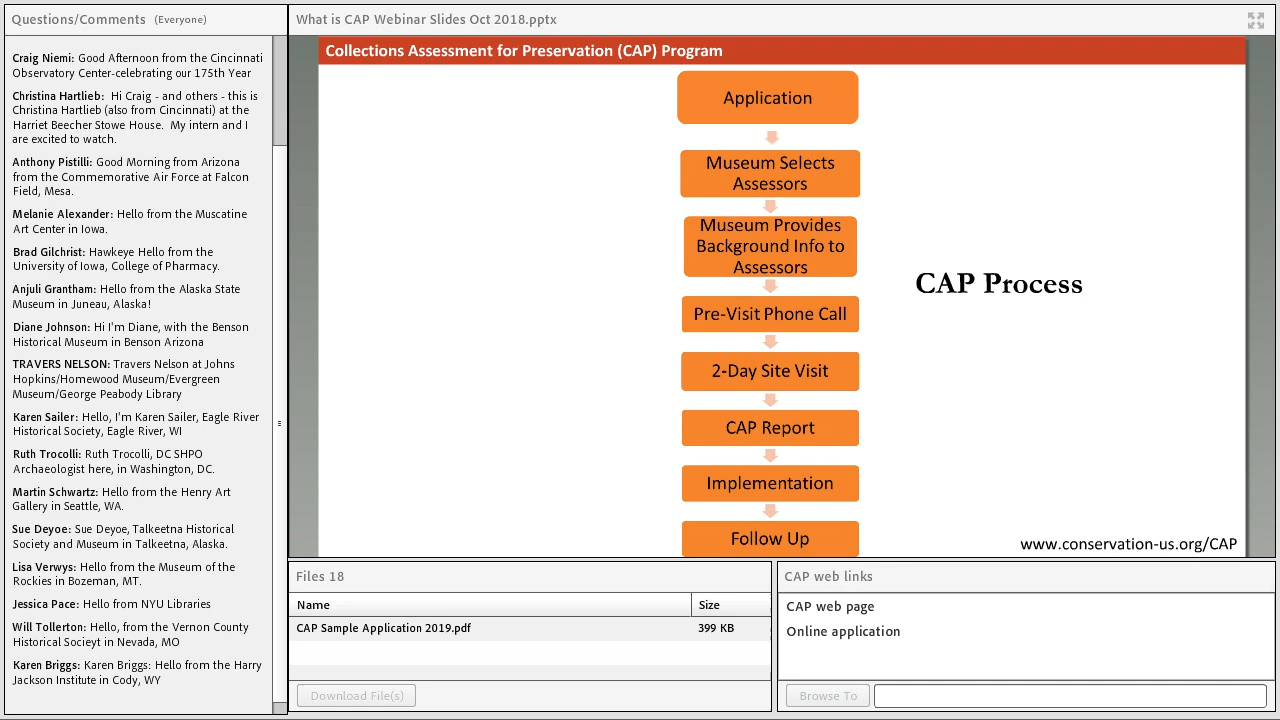 Questions/Comments (Everyone)
Craig Niemi: Good Afternoon from the Cincinnati
Observatory Center-celebrating our 175th Year
Christina Hartlieb: Hi Craig - and others - this is
Christina Hartlieb (also from Cincinnati) at the
Harriet Beecher Stowe House. My intern and I
are excited to watch.
Anthony Pistilli: Good Morning from Arizona
from the Commemorative Air Force at Falcon
Field, Mesa.
Melanie Alexander: Hello from the Muscatine
Art Center in Iowa.
Brad Gilchrist: Hawkeye Hello from the
University of Iowa, College of Pharmacy.
Anjuli Grantham: Hello from the Alaska State
Museum in Juneau, Alaska!
Diane Johnson: Hi I'm Diane, with the Benson
Historical Museum in Benson Arizona
TRAVERS NELSON: Travers Nelson at Johns
Hopkins/Homewood Museum/Evergreen
Museum/George Peabody Library
Karen Sailer: Hello, I'm Karen Sailer, Eagle River
Historical Society, Eagle River, WI
Ruth Trocolli: Ruth Trocolli, DC SHPO
Archaeologist here, in Washington, DC.
Martin Schwartz: Hello from the Henry Art
Gallery in Seattle, WA.
Sue Deyoe: Sue Deyoe, Talkeetna Historical
Society and Museum in Talkeetna, Alaska.
Lisa Verwys: Hello from the Museum of the
Rockies in Bozeman, MT.
Jessica Pace: Hello from NYU Libraries
Will Tollerton: Hello, from the Vernon County
Historical Socieyt in Nevada, MO
Karen Briggs: Karen Briggs: Hello from the Harry
Jackson Institute in Cody, WY
What is CAP Webinar Slides Oct 2018.pptx
Collections Assessment for Preservation (CAP) Program
Application
Museum Selects
Assessors
Museum Provides
Background Info to
Assessors
Pre-Visit Phone Call
2-Day Site Visit
CAP Report
Implementation
Follow Up
CAP Process
www.conservation-us.org/CAP
Files 18
Name Size
CAP Sample Application 2019.pdf 399 KB
Download File(s)
CAP web links
CAP web page
Online application
Browse To